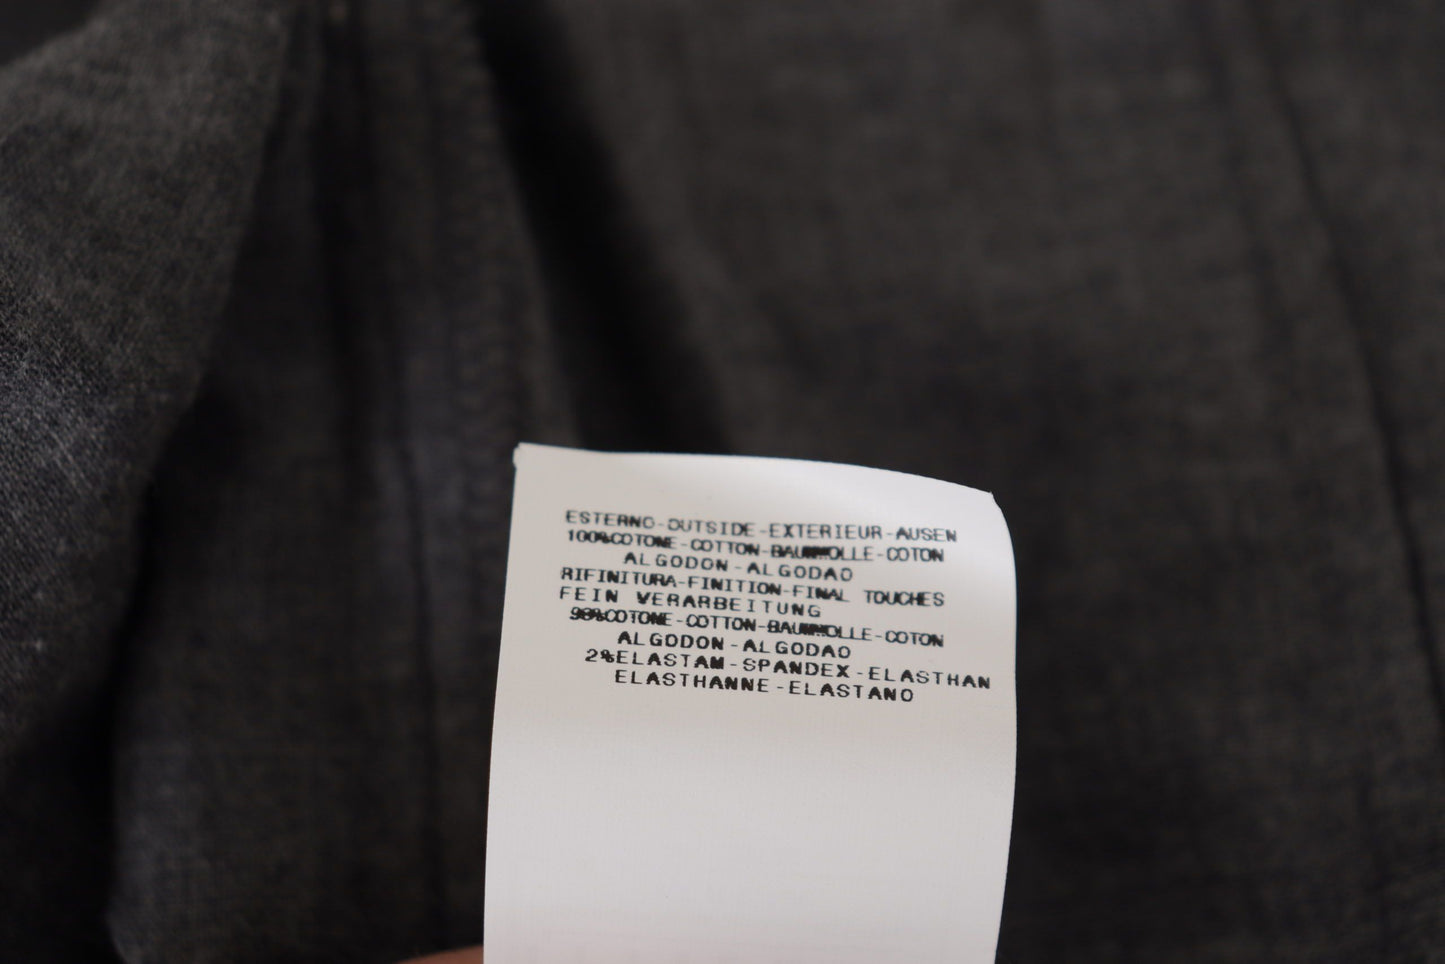 ESTERNO-OUTSIDE-EXTERIEUR-AUSEN
100%COTONE-COTTON-BAUMWOLLE-COTON
ALGODON-ALGODAO
RIFINITURA-FINITION-FINAL TOUCHES
FEIN VERARBEITUNG
98%COTONE-COTTON-BAUMWOLLE-COTON
ALGODON-ALGODAO
2%ELASTAM-SPANDEX-ELASTHAN
ELASTHANNE-ELASTANO